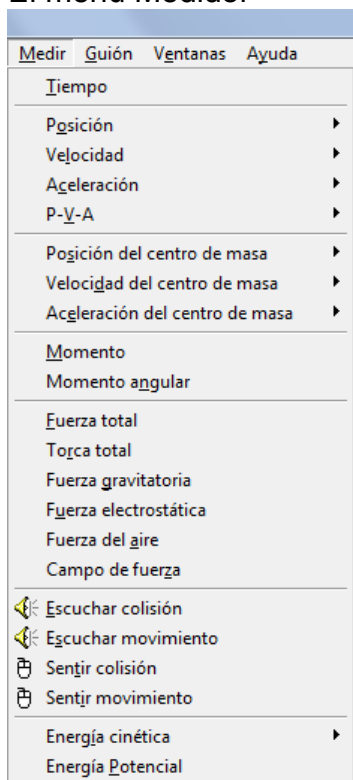 El menú Medidor
Medir Guión Ventanas Ayuda
Tiempo
Posición
Velocidad
Aceleración
P-V-A
Posición del centro de masa
Velocidad del centro de masa
Aceleración del centro de masa
Momento
Momento angular
Fuerza total
Torca total
Fuerza gravitatoria
Fuerza electrostática
Fuerza del aire
Campo de fuerza
Escuchar colisión
Escuchar movimiento
Sentir colisión
Sentir movimiento
Energía cinética
Energía Potencial